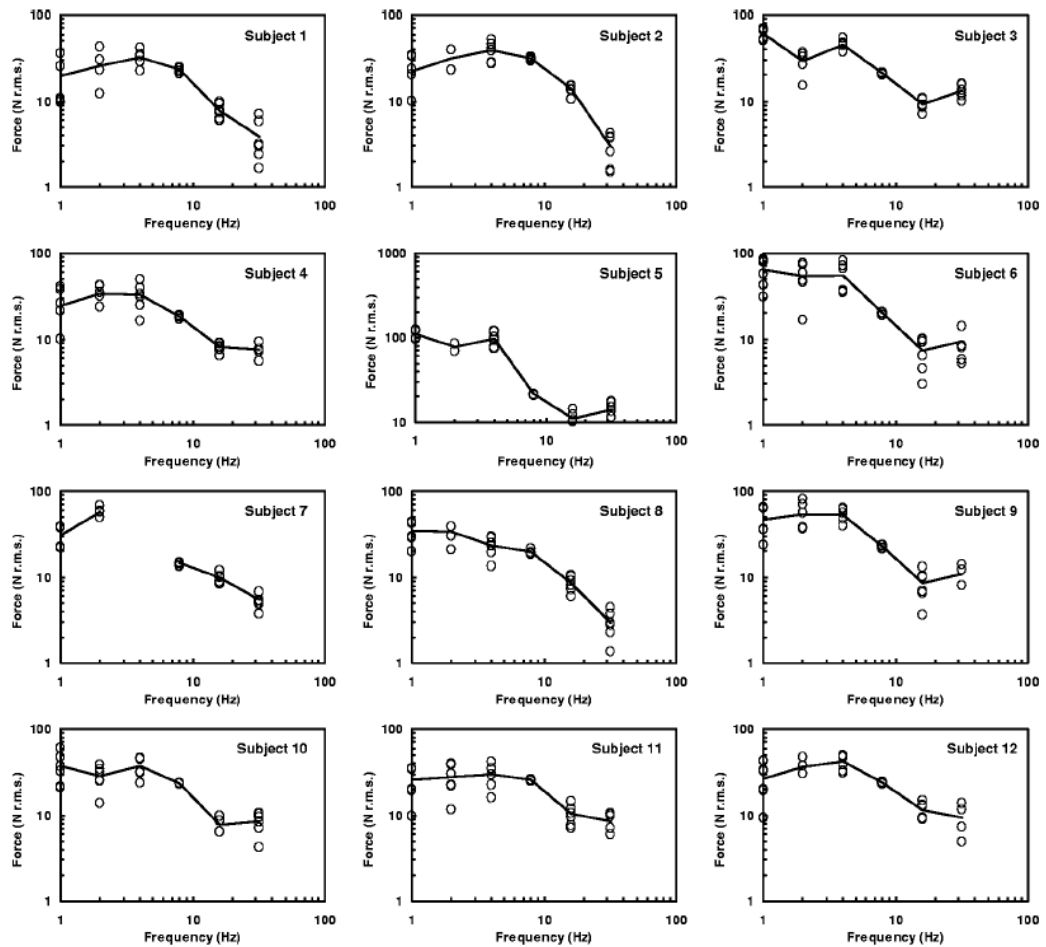 100
10
1
Force (N r.m.s.)
Subject 1
1 10 100
Frequency (Hz)
100
10
1
Force (N r.m.s.)
Subject 2
1 10 100
Frequency (Hz)
100
10
1
Force (N r.m.s.)
Subject 3
1 10 100
Frequency (Hz)
100
10
1
Force (N r.m.s.)
Subject 4
1 10 100
Frequency (Hz)
1000
100
10
Force (N r.m.s.)
Subject 5
1 10 100
Frequency (Hz)
100
10
1
Force (N r.m.s.)
Subject 6
1 10 100
Frequency (Hz)
100
10
1
Force (N r.m.s.)
Subject 7
1 10 100
Frequency (Hz)
100
10
1
Force (N r.m.s.)
Subject 8
1 10 100
Frequency (Hz)
100
10
1
Force (N r.m.s.)
Subject 9
1 10 100
Frequency (Hz)
100
10
1
Force (N r.m.s.)
Subject 10
1 10 100
Frequency (Hz)
100
10
1
Force (N r.m.s.)
Subject 11
1 10 100
Frequency (Hz)
100
10
1
Force (N r.m.s.)
Subject 12
1 10 100
Frequency (Hz)